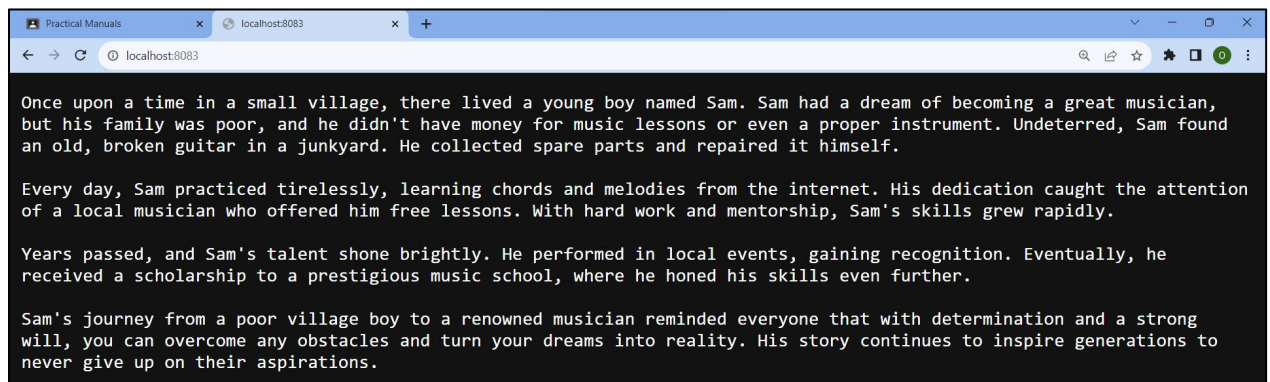 Practical Manuals
localhost:8083
localhost:8083
O
Once upon a time in a small village, there lived a young boy named Sam. Sam had a dream of becoming a great musician,
but his family was poor, and he didn't have money for music lessons or even a proper instrument. Undeterred, Sam found
an old, broken guitar in a junkyard. He collected spare parts and repaired it himself.
Every day, Sam practiced tirelessly, learning chords and melodies from the internet. His dedication caught the attention
of a local musician who offered him free lessons. With hard work and mentorship, Sam's skills grew rapidly.
Years passed, and Sam's talent shone brightly. He performed in local events, gaining recognition. Eventually, he
received a scholarship to a prestigious music school, where he honed his skills even further.
Sam's journey from a poor village boy to a renowned musician reminded everyone that with determination and a strong
will, you can overcome any obstacles and turn your dreams into reality. His story continues to inspire generations to
never give up on their aspirations.